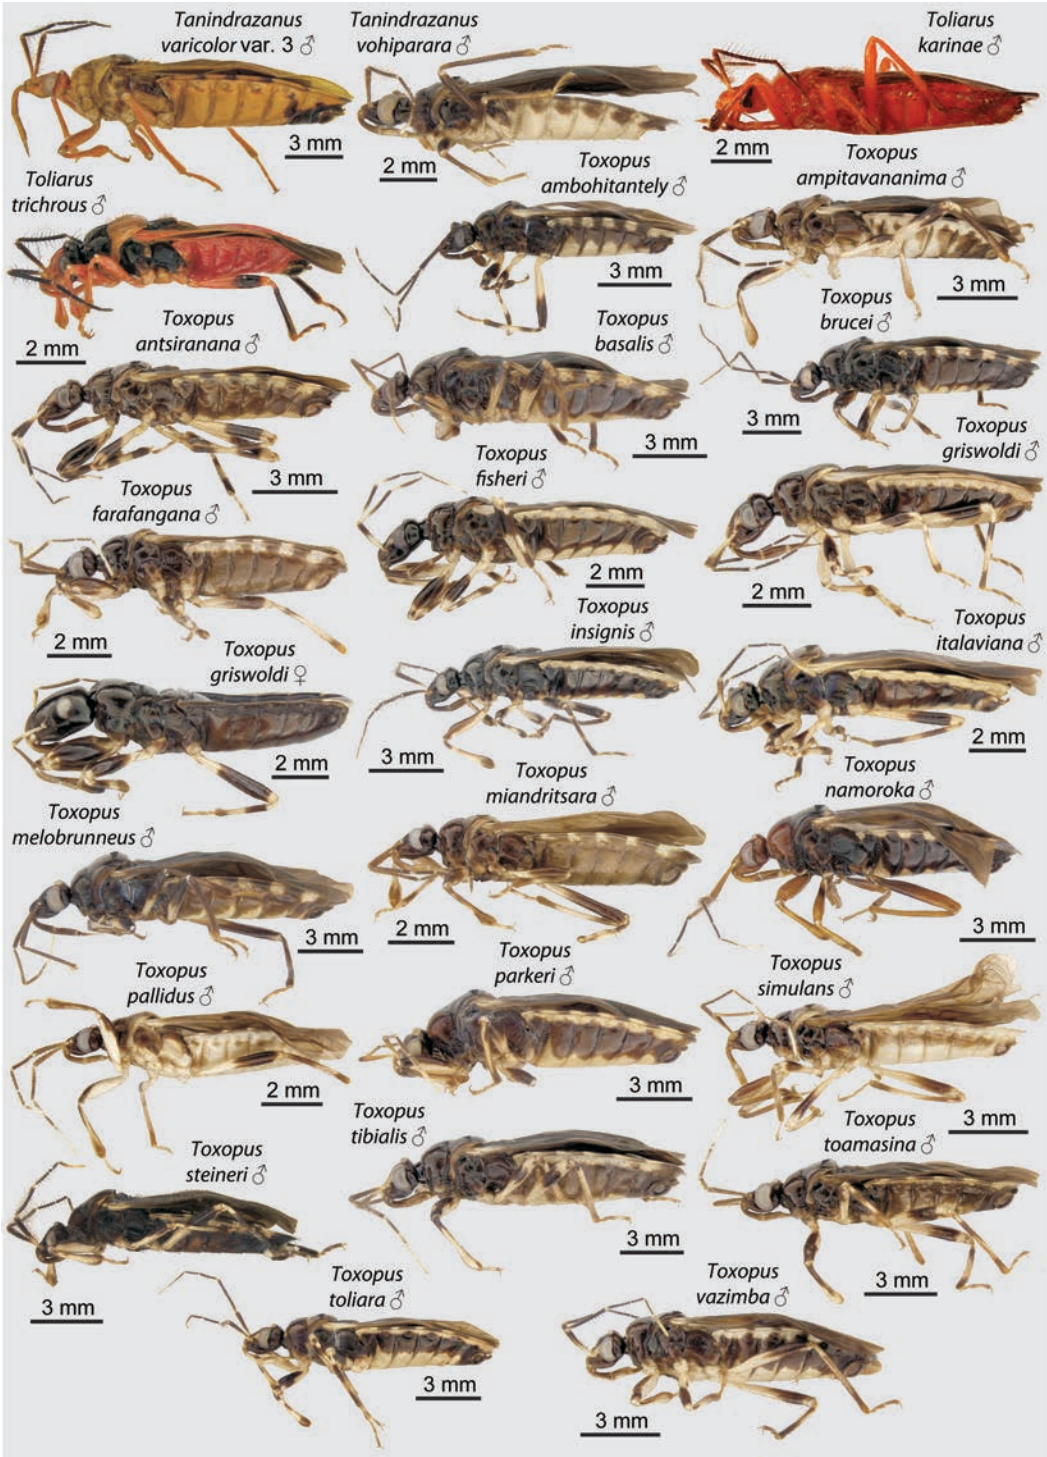 Tanindrazanus
varicolor var. 3 ♂
3 mm
Tanindrazanus
vohiparara ♂
2 mm
Toliarus
karinae ♂
2 mm
Toliarus
trichrous ♂
2 mm
Toxopus
ambohitantely ♂
3 mm
Toxopus
ampitavananima ♂
3 mm
Toxopus
antsiranana ♂
3 mm
Toxopus
basalis ♂
3 mm
Toxopus
brucei ♂
3 mm
Toxopus
farafangana ♂
2 mm
Toxopus
fisheri ♂
2 mm
Toxopus
griswoldi ♂
2 mm
Toxopus
griswoldi ♀
2 mm
Toxopus
insignis ♂
3 mm
Toxopus
italaviana ♂
2 mm
Toxopus
melobrunneus ♂
3 mm
Toxopus
miandritsara ♂
2 mm
Toxopus
namoroka ♂
3 mm
Toxopus
pallidus ♂
2 mm
Toxopus
parkeri ♂
3 mm
Toxopus
simulans ♂
3 mm
Toxopus
steineri ♂
3 mm
Toxopus
tibialis ♂
3 mm
Toxopus
toamasina ♂
3 mm
Toxopus
toliara ♂
3 mm
Toxopus
vazimba ♂
3 mm